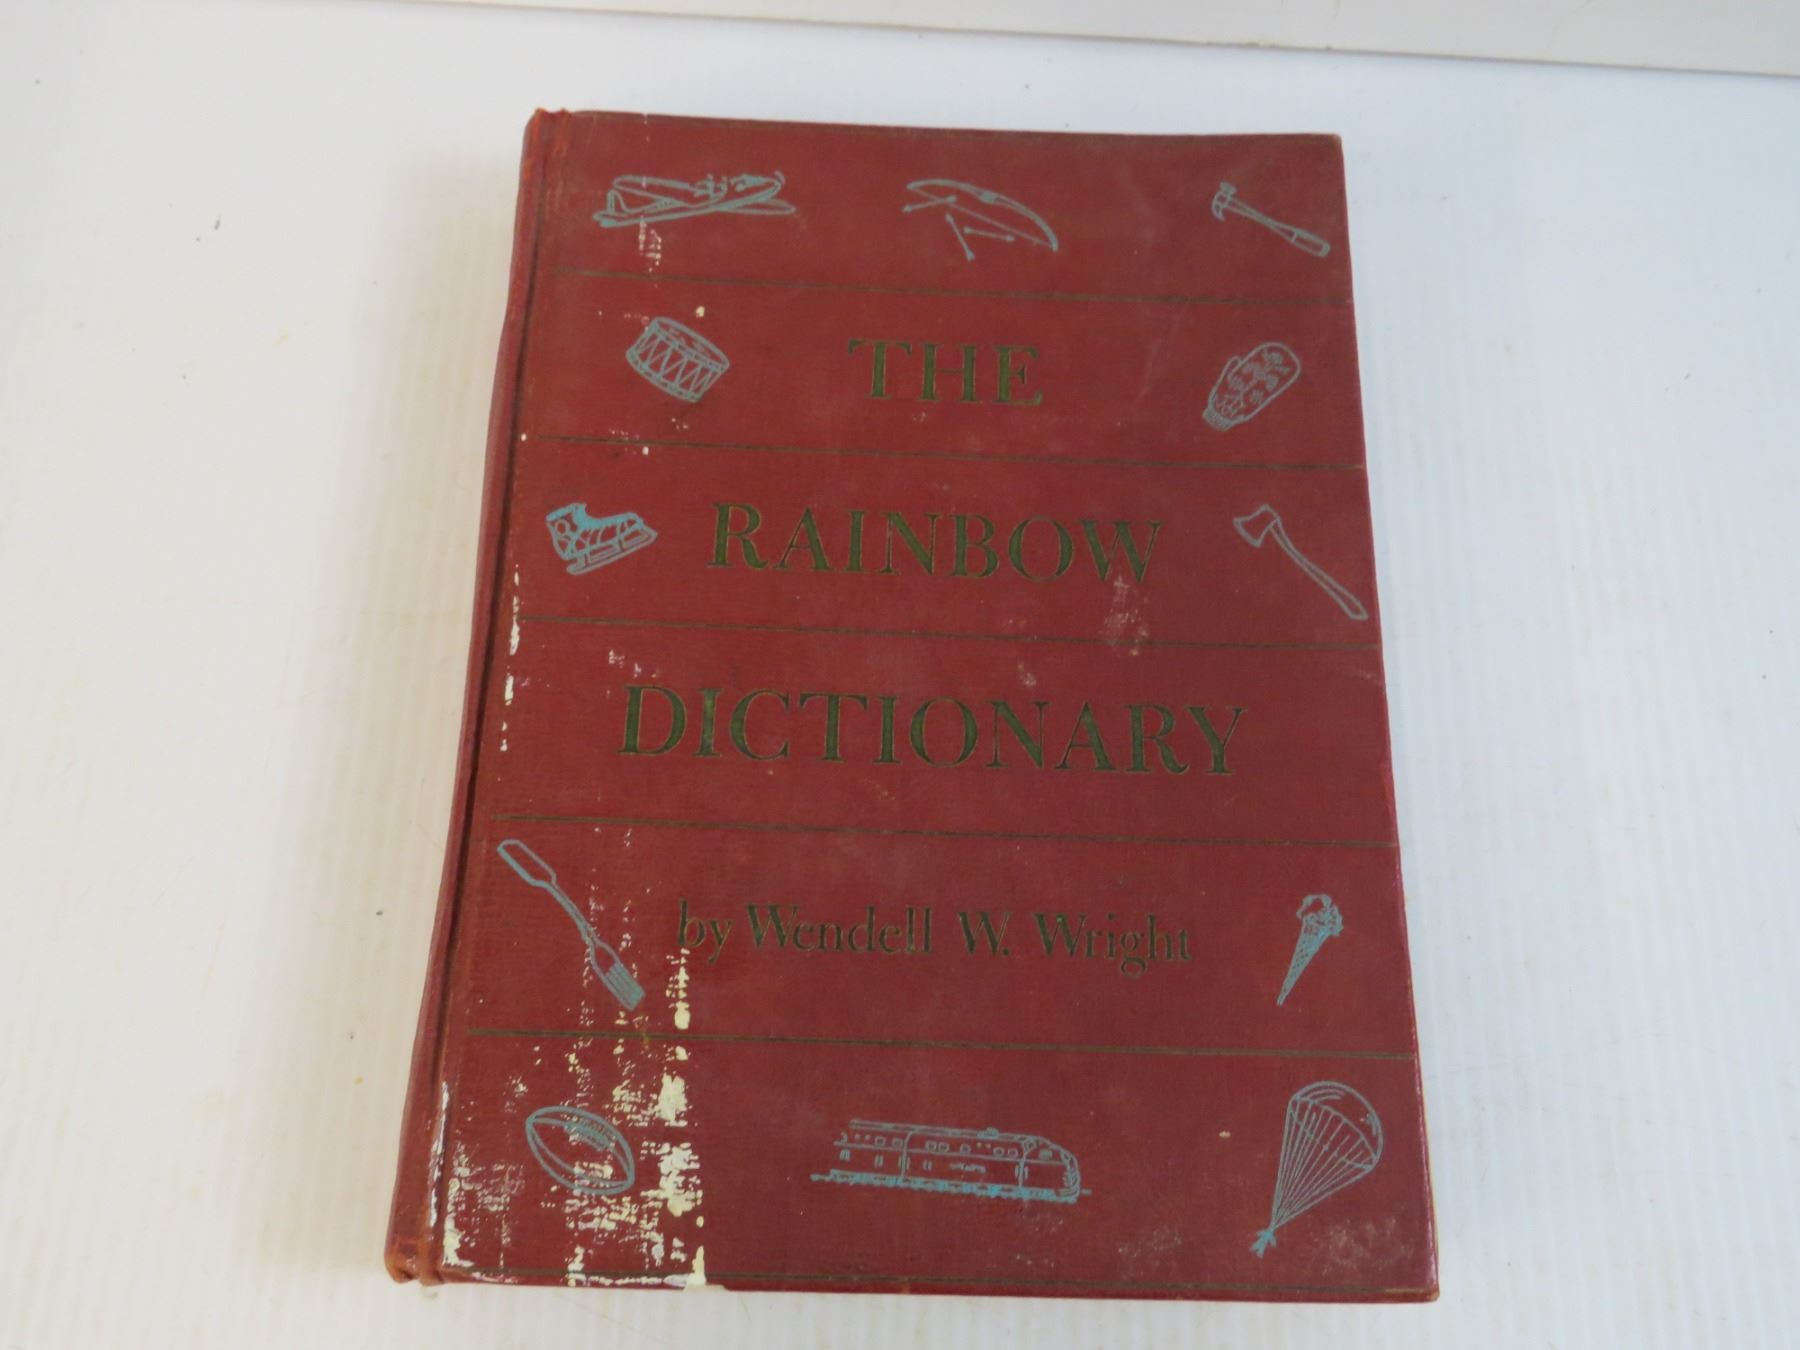 THE
RAINBOW
DICTIONARY
by Wendell W. Wright